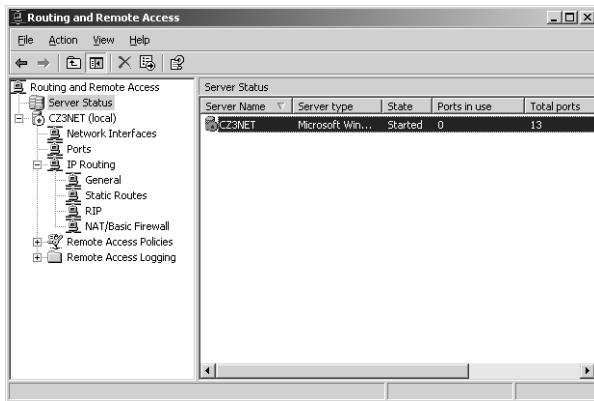 Routing and Remote Access
File Action View Help
Routing and Remote Access
Server Status
CZ3NET (local)
Network Interfaces
Ports
IP Routing
General
Static Routes
RIP
NAT/Basic Firewall
Remote Access Policies
Remote Access Logging
Server Status
Server Name Server type State Ports in use Total ports
CZ3NET Microsoft Win... Started 0 13